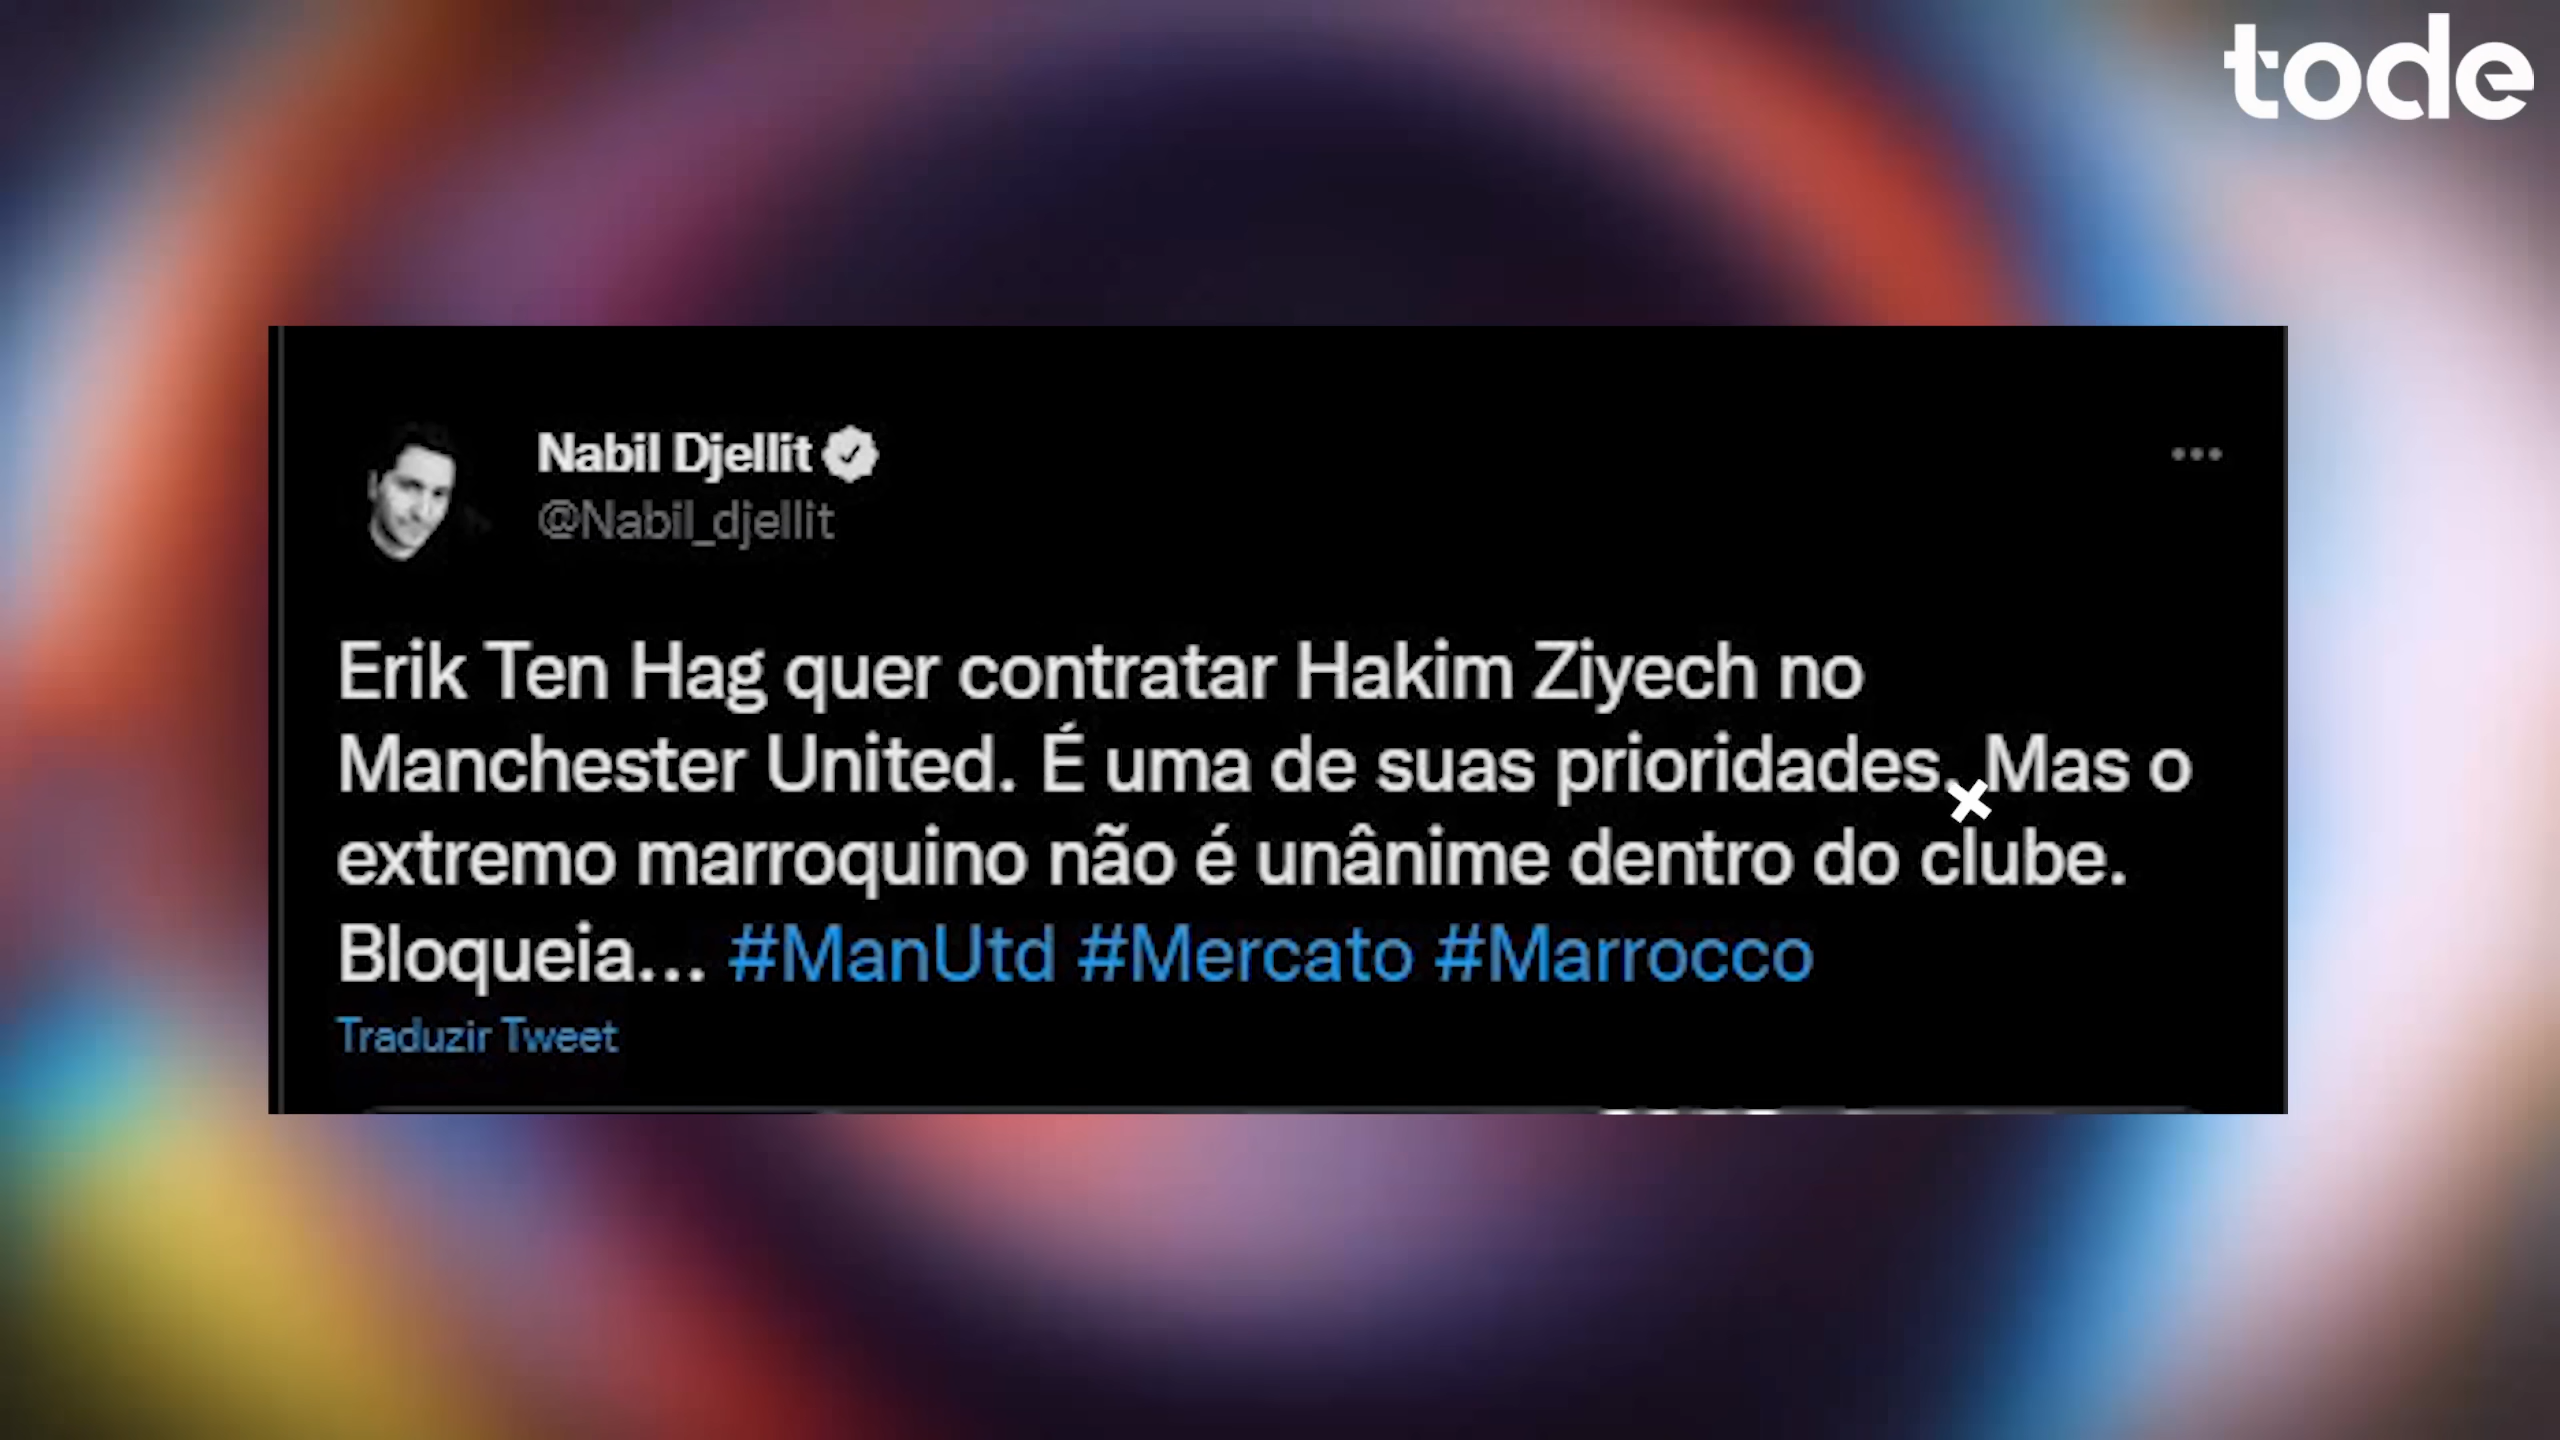 tode
Nabil Djellit
@Nabil_djellit
Erik Ten Hag quer contratar Hakim Ziyech no
Manchester United. É uma de suas prioridades. Mas o
extremo marroquino não é unânime dentro do clube.
Bloqueia... #ManUtd #Mercato #Marrocco
Traduzir Tweet